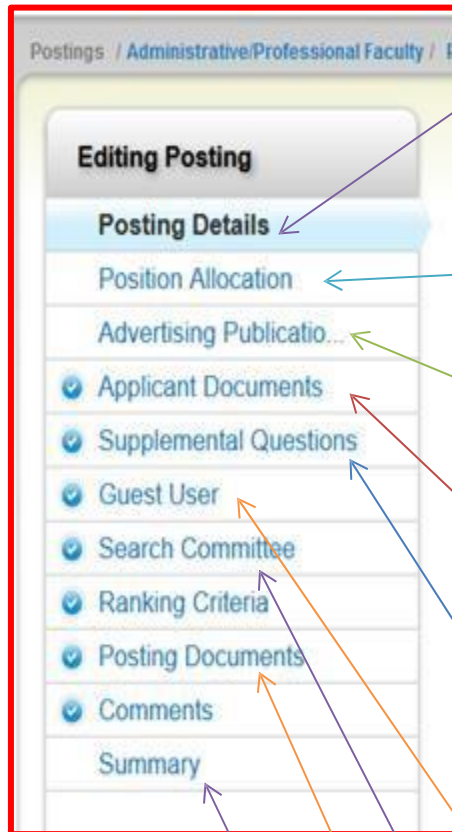 Postings / Administrative/Professional Faculty /
Editing Posting
Posting Details
Position Allocation
Advertising Publicatio...
Applicant Documents
Supplemental Questions
Guest User
Search Committee
Ranking Criteria
Posting Documents
Comments
Summary